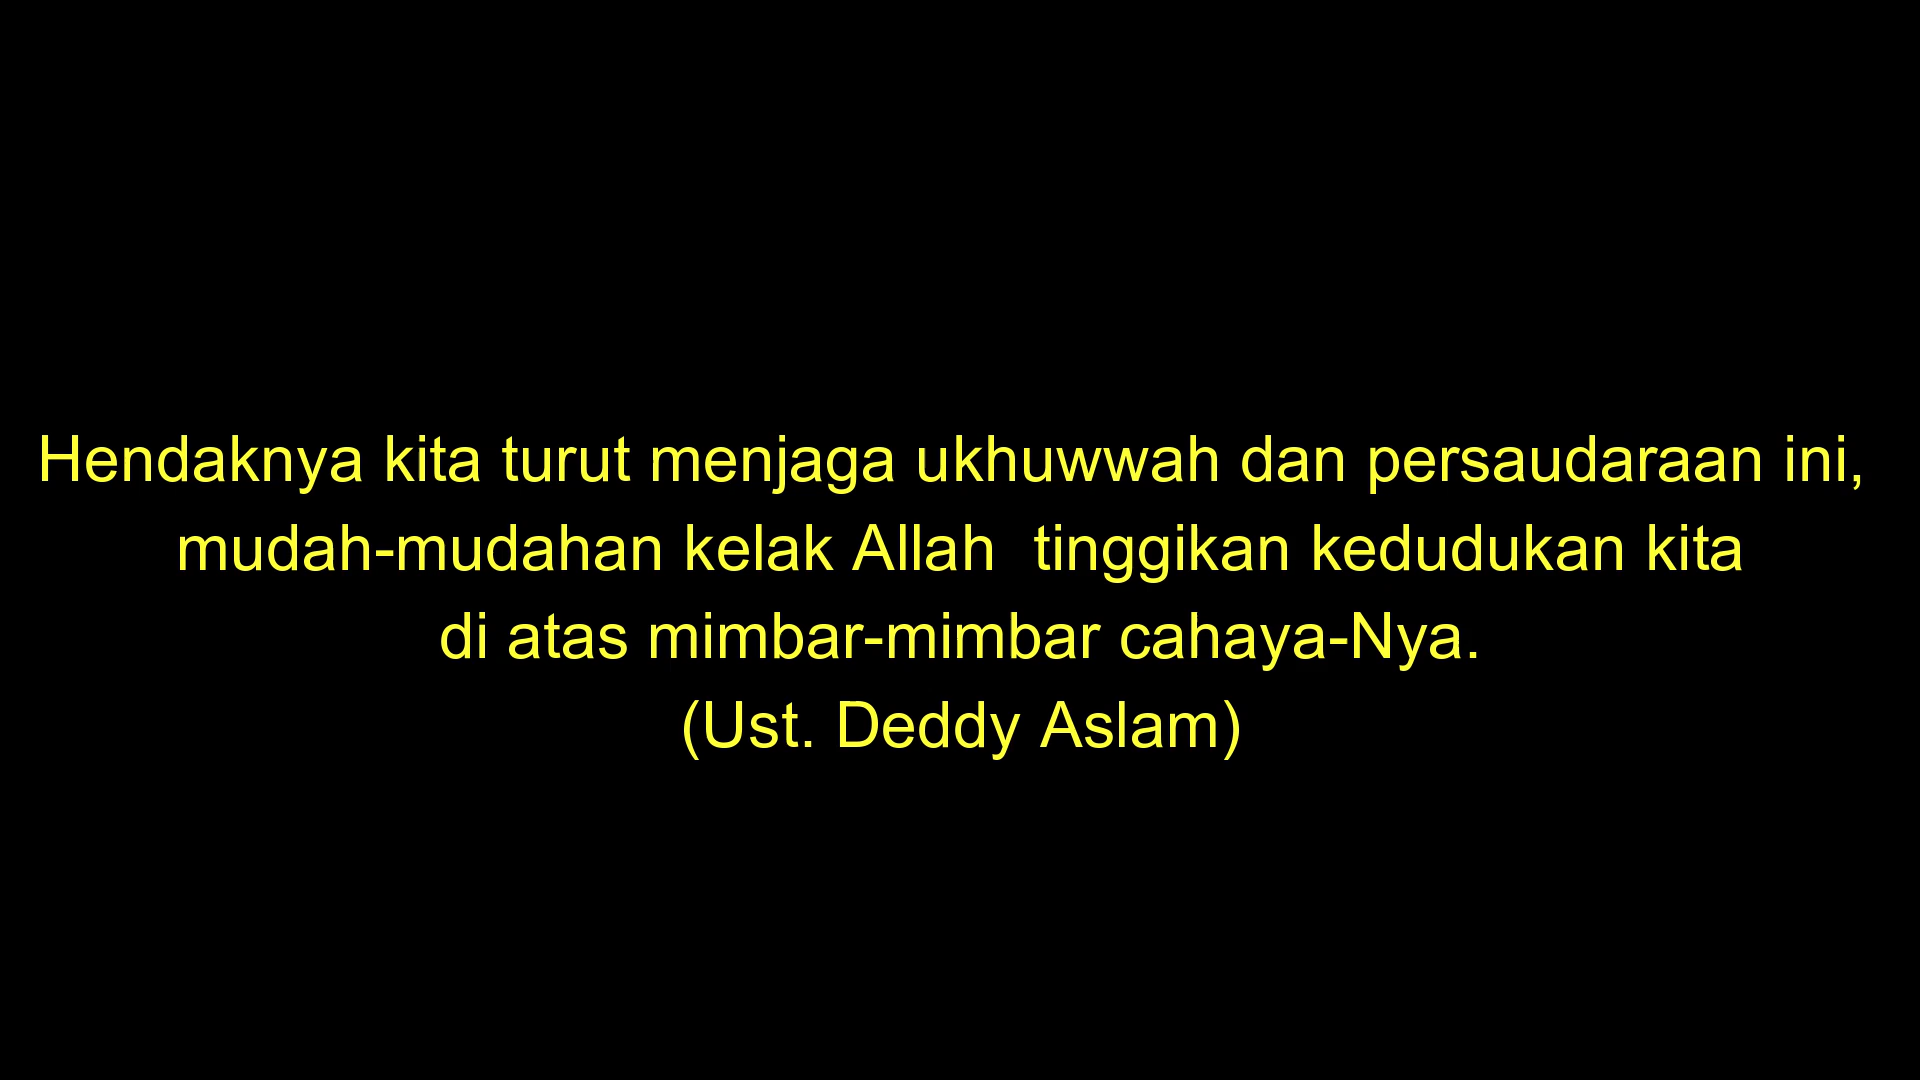 Hendaknya kita turut menjaga ukhuwwah dan persaudaraan ini,
mudah-mudahan kelak Allah  tinggikan kedudukan kita
di atas mimbar-mimbar cahaya-Nya.
(Ust. Deddy Aslam)